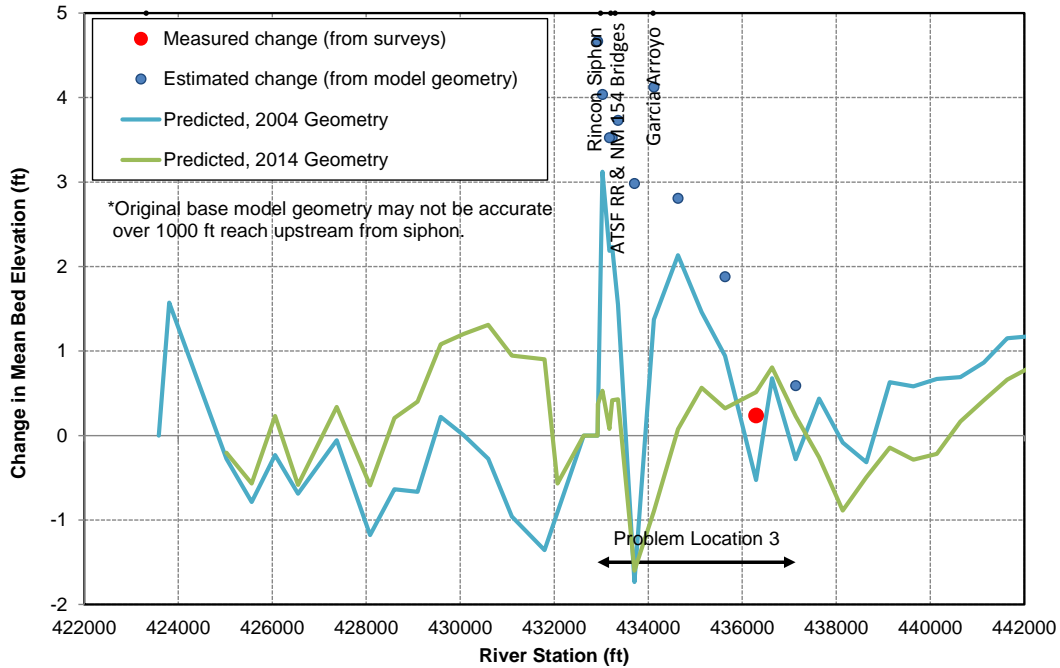 Measured change (from surveys)
Estimated change (from model geometry)
Predicted, 2004 Geometry
Predicted, 2014 Geometry
*Original base model geometry may not be accurate
over 1000 ft reach upstream from siphon.
Rincon Siphon
ATSF RR & NM 154 Bridges
Garcia Arroyo
Problem Location 3
Change in Mean Bed Elevation (ft)
5
4
3
2
1
0
-1
-2
422000 424000 426000 428000 430000 432000 434000 436000 438000 440000 442000
River Station (ft)